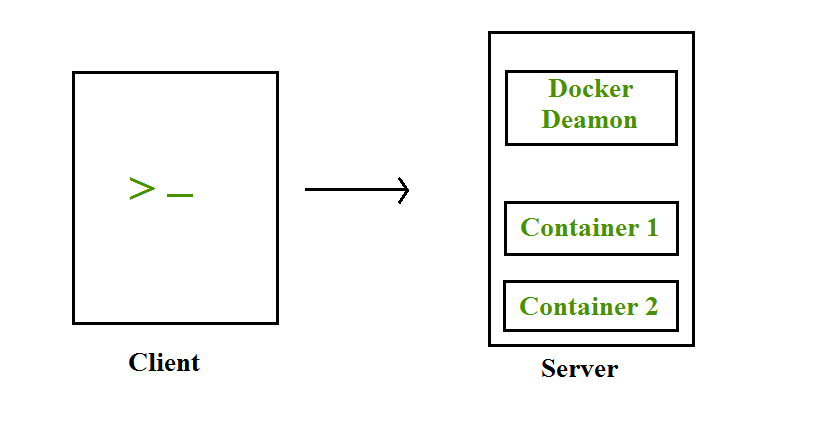 >_
Client
Docker
Deamon
Container 1
Container 2
Server